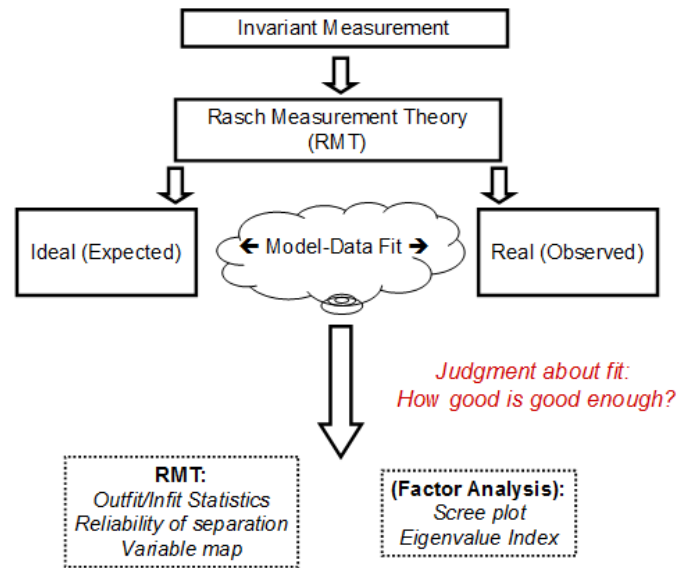 Invariant Measurement
Rasch Measurement Theory
(RMT)
Ideal (Expected)
🡸 Model-Data Fit 🡺
Real (Observed)
Judgment about fit:
How good is good enough?
RMT:
Outfit/Infit Statistics
Reliability of separation
Variable map
(Factor Analysis):
Scree plot
Eigenvalue Index